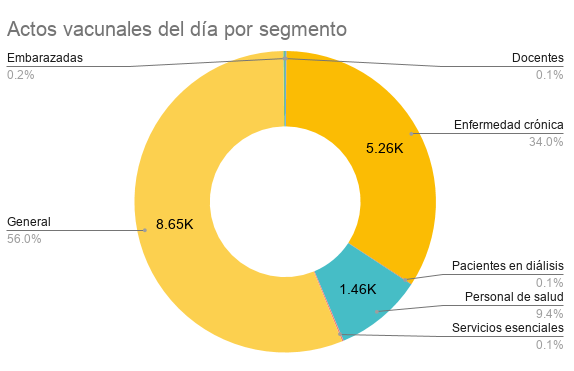 Actos vacunales del día por segmento
Embarazadas
0.2%
Docentes
0.1%
Enfermedad crónica
34.0%
5.26K
General
56.0%
8.65K
Pacientes en diálisis
0.1%
1.46K
Personal de salud
9.4%
Servicios esenciales
0.1%